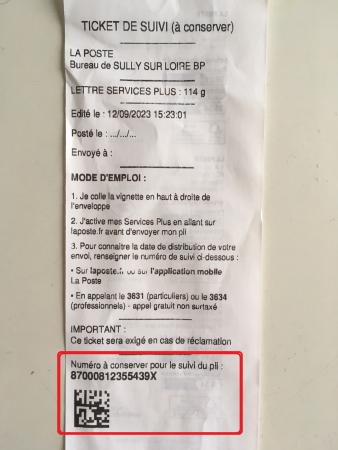 TICKET DE SUIVI (à conserver)
LA POSTE
Bureau de SULLY SUR LOIRE BP
LETTRE SERVICES PLUS : 114 g
Edité le : 12/09/2023 15:23:01
Posté le : .../.../...
Envoyé à :
MODE D'EMPLOI :
1. Je colle la vignette en haut à droite de
l'enveloppe
2. J'active mes Services Plus en allant sur
laposte.fr avant d'envoyer mon pli
3. Pour connaitre la date de distribution de votre
envoi, renseigner le numéro de suivi ci-dessous :
• Sur laposte.fr ou sur l'application mobile
La Poste
• En appelant le 3631 (particuliers) ou le 3634
(professionnels) - appel gratuit non surtaxé
IMPORTANT :
Ce ticket sera exigé en cas de réclamation
Numéro à conserver pour le suivi du pli :
87000812355439X